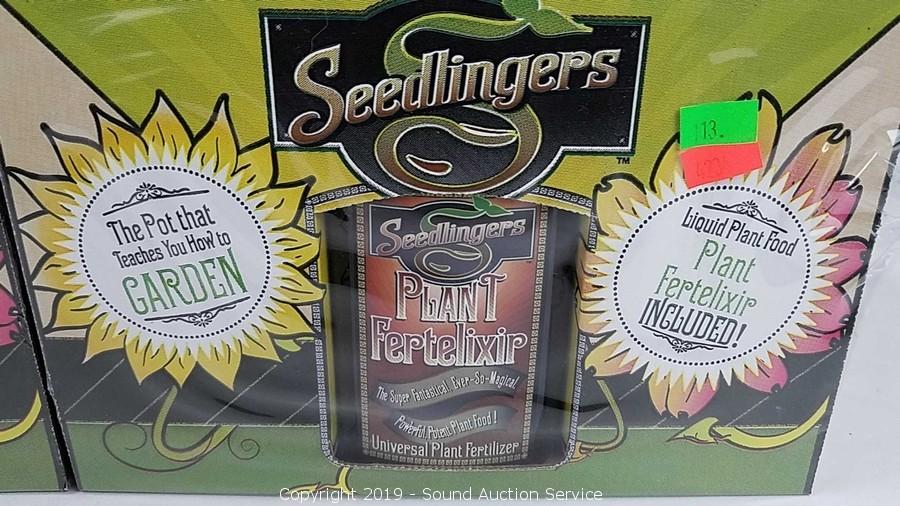 Seedlingers
TM
113.
The Pot that
Teaches You How to
GARDEN
Seedlingers
PLANT
Fertelixir
The Super Fantastical, Ever-So-Magical,
Powerful, Potent Plant Food!
Universal Plant Fertilizer
Liquid Plant Food
Plant
Fertelixir
INCLUDED!
Copyright 2019 - Sound Auction Service